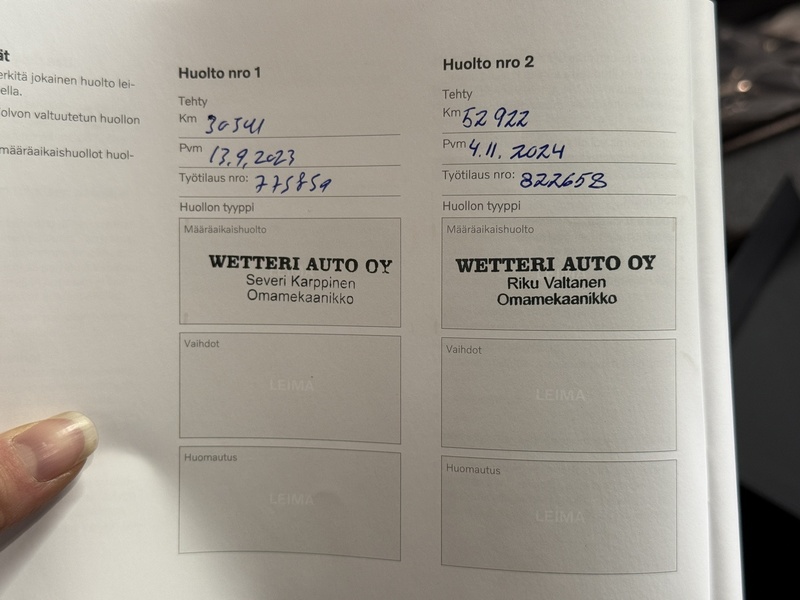 ät
erkitä jokainen huolto lei-
ella.
olvon valtuutetun huollon
määräaikaishuollot huol-
Huolto nro 1
Tehty
Km 30541
Pvm 13.9.2023
Työtilaus nro:
Huollon tyyppi
Määräaikaishuolto
WETTERI AUTO OY
Severi Karppinen
Omamekaanikko
Vaihdot
LEIMA
Huomautus
LEIMA
Huolto nro 2
Tehty
Km 52 922
Pvm 4.11.2024
Työtilaus nro: 822658
Huollon tyyppi
Määräaikaishuolto
WETTERI AUTO OY
Riku Valtanen
Omamekaanikko
Vaihdot
LEIMA
Huomautus
LEIMA